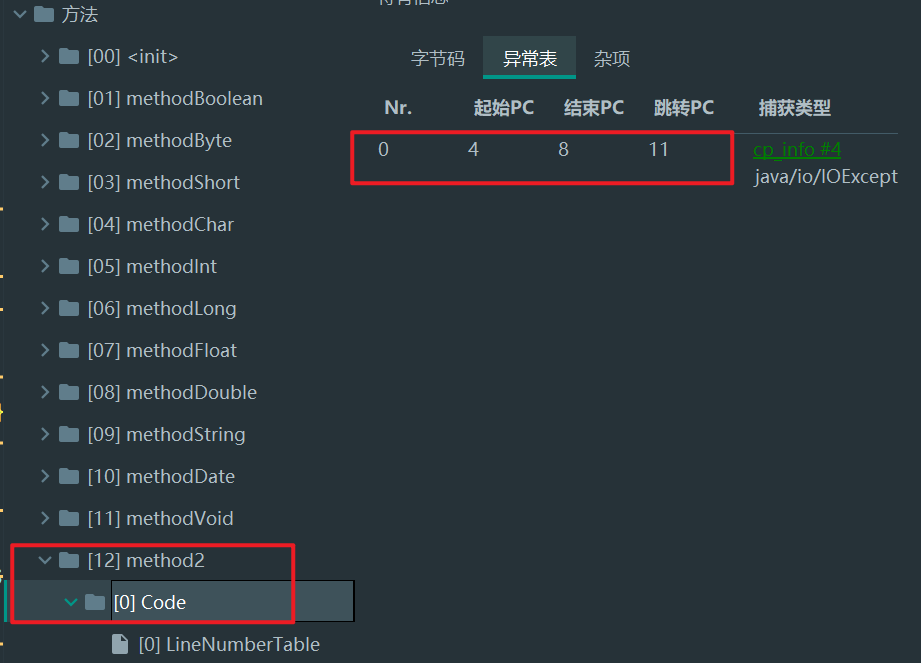 方法
[00] <init>
[01] methodBoolean
[02] methodByte
[03] methodShort
[04] methodChar
[05] methodInt
[06] methodLong
[07] methodFloat
[08] methodDouble
[09] methodString
[10] methodDate
[11] methodVoid
[12] method2
[0] Code
[0] LineNumberTable
字节码 异常表 杂项
Nr. 起始PC 结束PC 跳转PC 捕获类型
0 4 8 11 cp_info #4
java/io/IOExcept